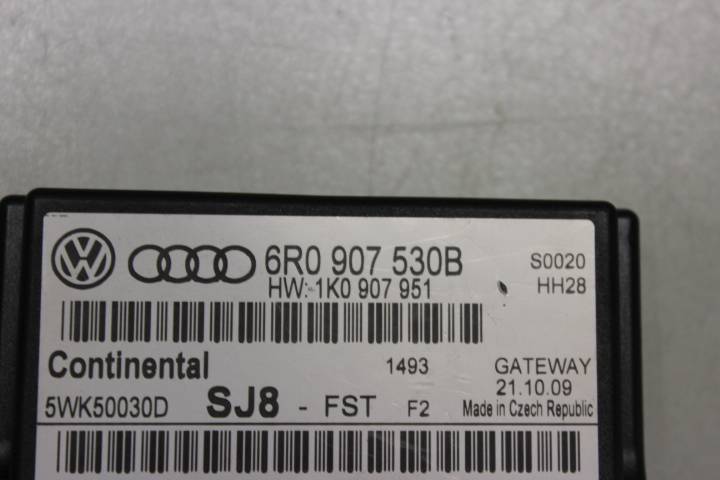 6R0 907 530B S0020
HW: 1K0 907 951 HH28
Continental 1493 GATEWAY
21.10.09
5WK50030D SJ8 - FST F2 Made in Czech Republic